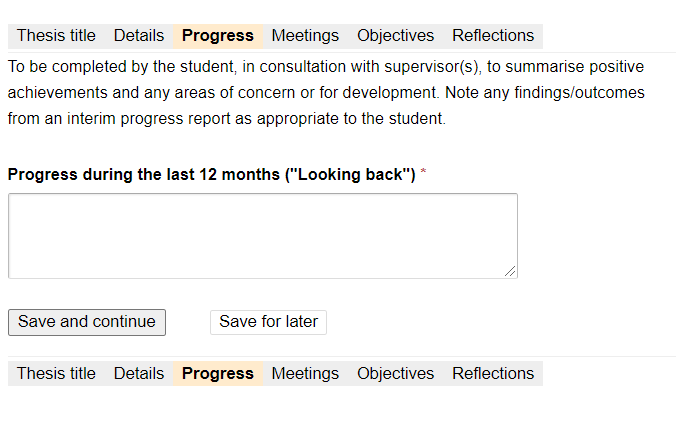 Thesis title Details Progress Meetings Objectives Reflections
To be completed by the student, in consultation with supervisor(s), to summarise positive
achievements and any areas of concern or for development. Note any findings/outcomes
from an interim progress report as appropriate to the student.
Progress during the last 12 months ("Looking back") *
Save and continue Save for later
Thesis title Details Progress Meetings Objectives Reflections